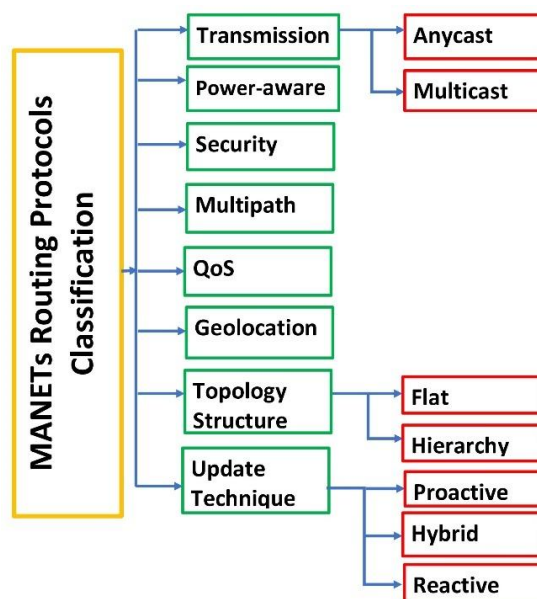 MANETs Routing Protocols
Classification
Transmission
Anycast
Multicast
Power-aware
Security
Multipath
QoS
Geolocation
Topology
Structure
Flat
Hierarchy
Update
Technique
Proactive
Hybrid
Reactive